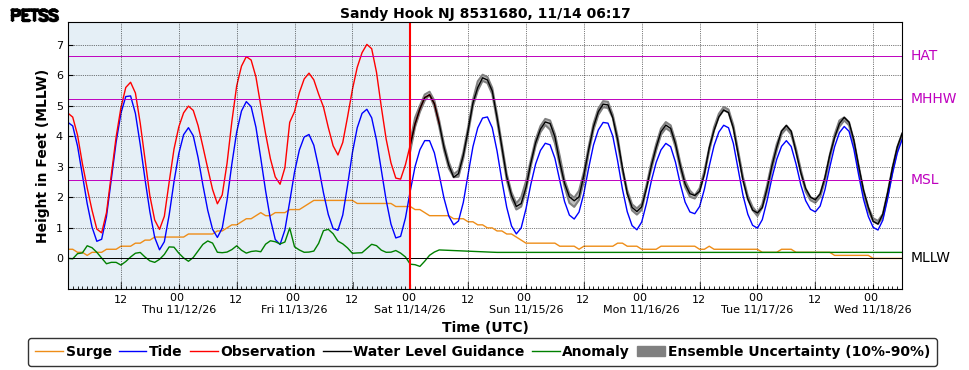 PETSS
Sandy Hook NJ 8531680, 11/14 06:17
Height in Feet (MLLW)
7
6
5
4
3
2
1
0
HAT
MHHW
MSL
MLLW
12 00 12 00 12 00 12 00 12 00 12 00 12 00
Thu 11/12/26 Fri 11/13/26 Sat 11/14/26 Sun 11/15/26 Mon 11/16/26 Tue 11/17/26 Wed 11/18/26
Time (UTC)
Surge Tide Observation Water Level Guidance Anomaly Ensemble Uncertainty (10%-90%)